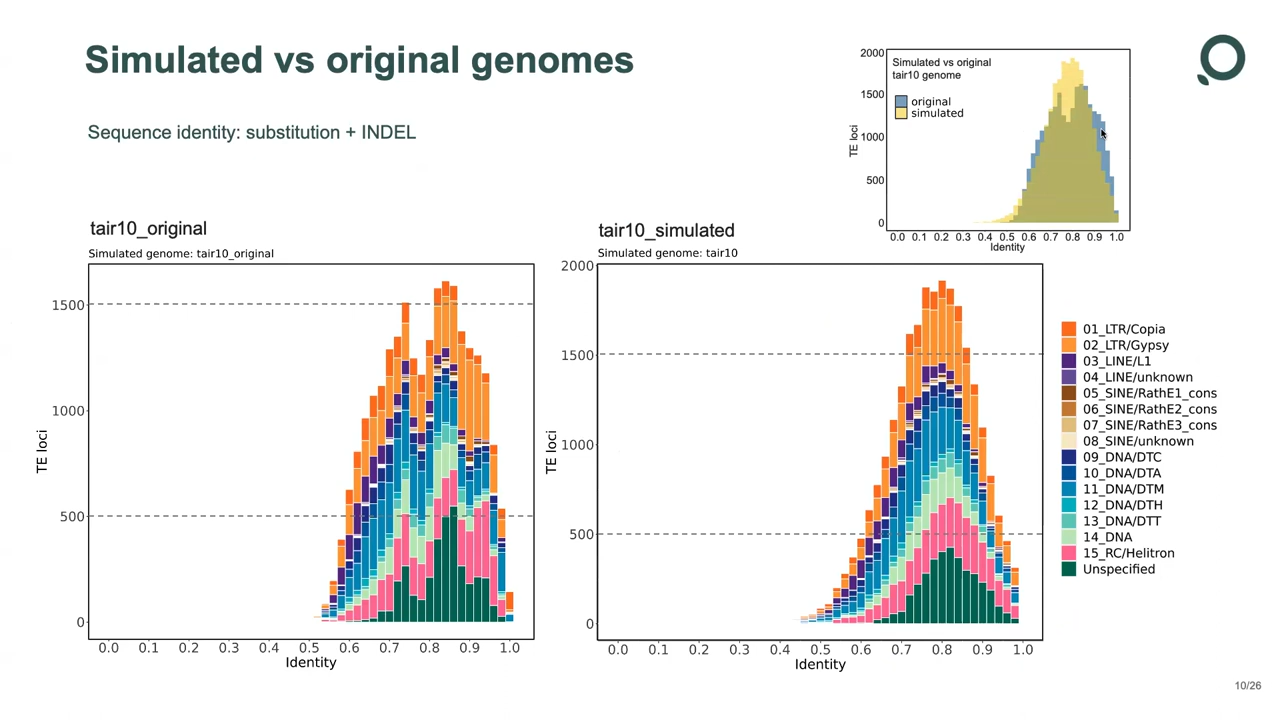 Simulated vs original genomes
Sequence identity: substitution + INDEL
Simulated vs original
tair10 genome
original
simulated
TE loci
2000
1500
1000
500
0
0.0 0.1 0.2 0.3 0.4 0.5 0.6 0.7 0.8 0.9 1.0
Identity
tair10_original
Simulated genome: tair10_original
TE loci
1500
1000
500
0
0.0 0.1 0.2 0.3 0.4 0.5 0.6 0.7 0.8 0.9 1.0
Identity
tair10_simulated
Simulated genome: tair10
TE loci
2000
1500
1000
500
0
0.0 0.1 0.2 0.3 0.4 0.5 0.6 0.7 0.8 0.9 1.0
Identity
01_LTR/Copia
02_LTR/Gypsy
03_LINE/L1
04_LINE/unknown
05_SINE/RathE1_cons
06_SINE/RathE2_cons
07_SINE/RathE3_cons
08_SINE/unknown
09_DNA/DTC
10_DNA/DTA
11_DNA/DTM
12_DNA/DTH
13_DNA/DTT
14_DNA
15_RC/Helitron
Unspecified
10/26